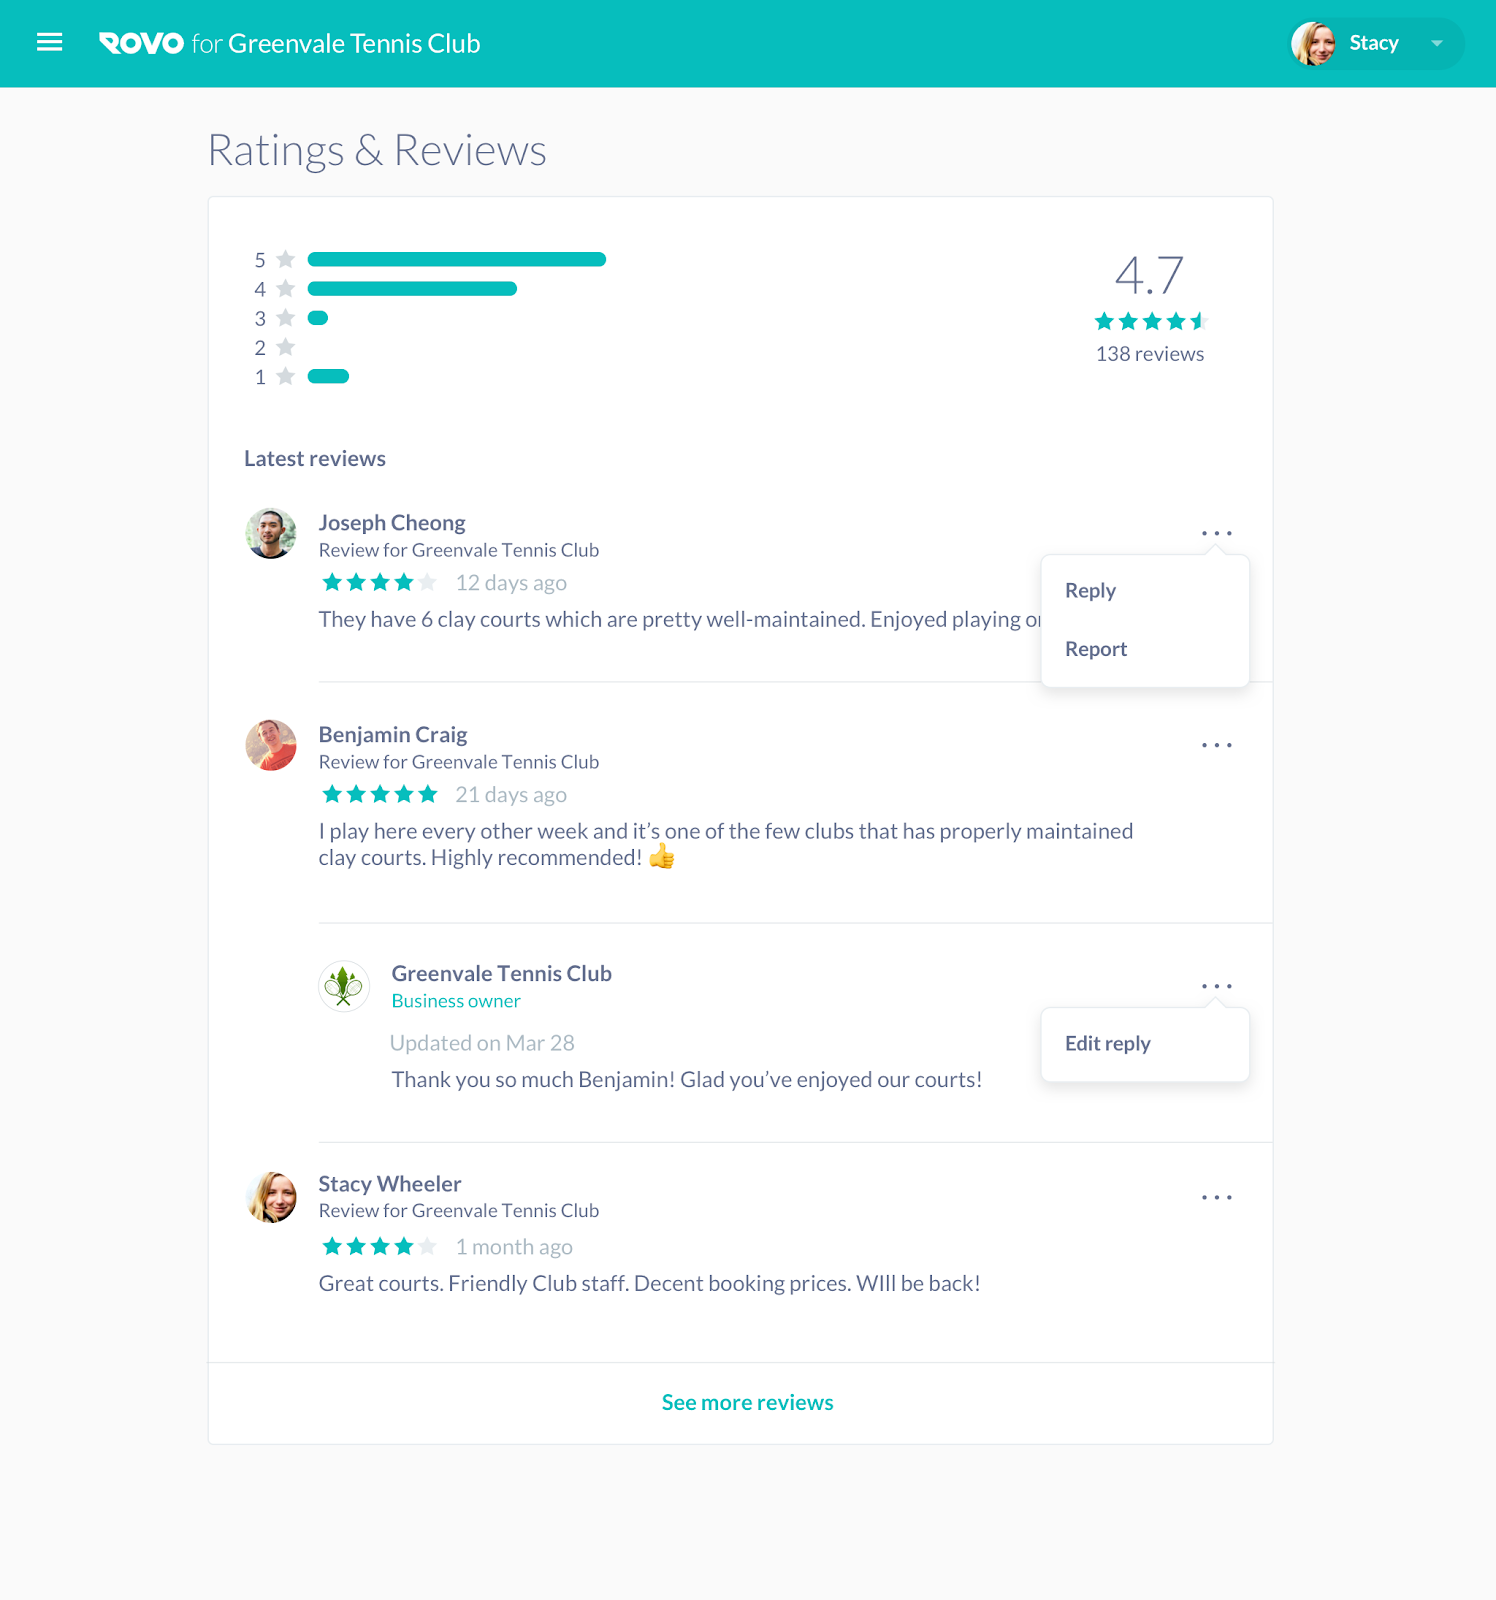 ROVO for Greenvale Tennis Club
Stacy
Ratings & Reviews
5
4
3
2
1
4.7
138 reviews
Latest reviews
Joseph Cheong
Review for Greenvale Tennis Club
12 days ago
They have 6 clay courts which are pretty well-maintained. Enjoyed playing
Reply
Report
Benjamin Craig
Review for Greenvale Tennis Club
21 days ago
I play here every other week and it’s one of the few clubs that has properly maintained
clay courts. Highly recommended! 👍
Greenvale Tennis Club
Business owner
Updated on Mar 28
Thank you so much Benjamin! Glad you’ve enjoyed our courts!
Edit reply
Stacy Wheeler
Review for Greenvale Tennis Club
1 month ago
Great courts. Friendly Club staff. Decent booking prices. WIll be back!
See more reviews